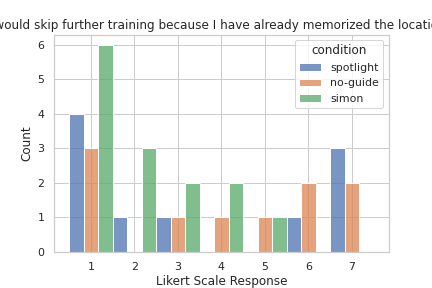 would skip further training because I have already memorized the locati
6
5
4
3
2
1
0
Count
condition
spotlight
no-guide
simon
1 2 3 4 5 6 7
Likert Scale Response